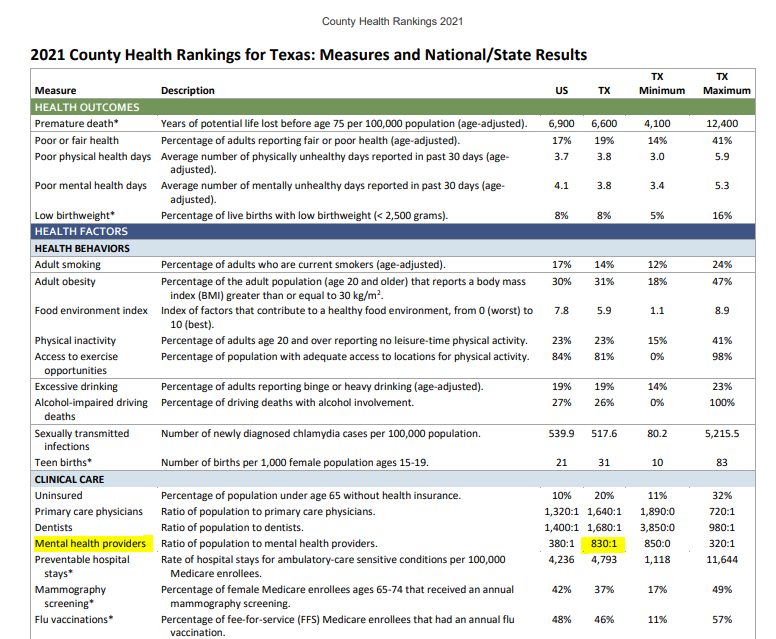 County Health Rankings 2021
2021 County Health Rankings for Texas: Measures and National/State Results
Measure Description US TX TX Minimum TX Maximum
HEALTH OUTCOMES
Premature death* Years of potential life lost before age 75 per 100,000 population (age-adjusted). 6,900 6,600 4,100 12,400
Poor or fair health Percentage of adults reporting fair or poor health (age-adjusted). 17% 19% 14% 41%
Poor physical health days Average number of physically unhealthy days reported in past 30 days (age- 3.7 3.8 3.0 5.9
adjusted).
Poor mental health days Average number of mentally unhealthy days reported in past 30 days (age- 4.1 3.8 3.4 5.3
adjusted).
Low birthweight* Percentage of live births with low birthweight (< 2,500 grams). 8% 8% 5% 16%
HEALTH FACTORS
HEALTH BEHAVIORS
Adult smoking Percentage of adults who are current smokers (age-adjusted). 17% 14% 12% 24%
Adult obesity Percentage of the adult population (age 20 and older) that reports a body mass 30% 31% 18% 47%
index (BMI) greater than or equal to 30 kg/m².
Food environment index Index of factors that contribute to a healthy food environment, from 0 (worst) to 7.8 5.9 1.1 8.9
10 (best).
Physical inactivity Percentage of adults age 20 and over reporting no leisure-time physical activity. 23% 23% 15% 41%
Access to exercise Percentage of population with adequate access to locations for physical activity. 84% 81% 0% 98%
opportunities
Excessive drinking Percentage of adults reporting binge or heavy drinking (age-adjusted). 19% 19% 14% 23%
Alcohol-impaired driving Percentage of driving deaths with alcohol involvement. 27% 26% 0% 100%
deaths
Sexually transmitted Number of newly diagnosed chlamydia cases per 100,000 population. 539.9 517.6 80.2 5,215.5
infections
Teen births* Number of births per 1,000 female population ages 15-19. 21 31 10 83
CLINICAL CARE
Uninsured Percentage of population under age 65 without health insurance. 10% 20% 11% 32%
Primary care physicians Ratio of population to primary care physicians. 1,320:1 1,640:1 1,890:0 720:1
Dentists Ratio of population to dentists. 1,400:1 1,680:1 3,850:0 980:1
Mental health providers Ratio of population to mental health providers. 380:1 830:1 850:0 320:1
Preventable hospital Rate of hospital stays for ambulatory-care sensitive conditions per 100,000 4,236 4,793 1,118 11,644
stays* Medicare enrollees.
Mammography Percentage of female Medicare enrollees ages 65-74 that received an annual 42% 37% 17% 49%
screening* mammography screening.
Flu vaccinations* Percentage of fee-for-service (FFS) Medicare enrollees that had an annual flu 48% 46% 11% 57%
vaccination.